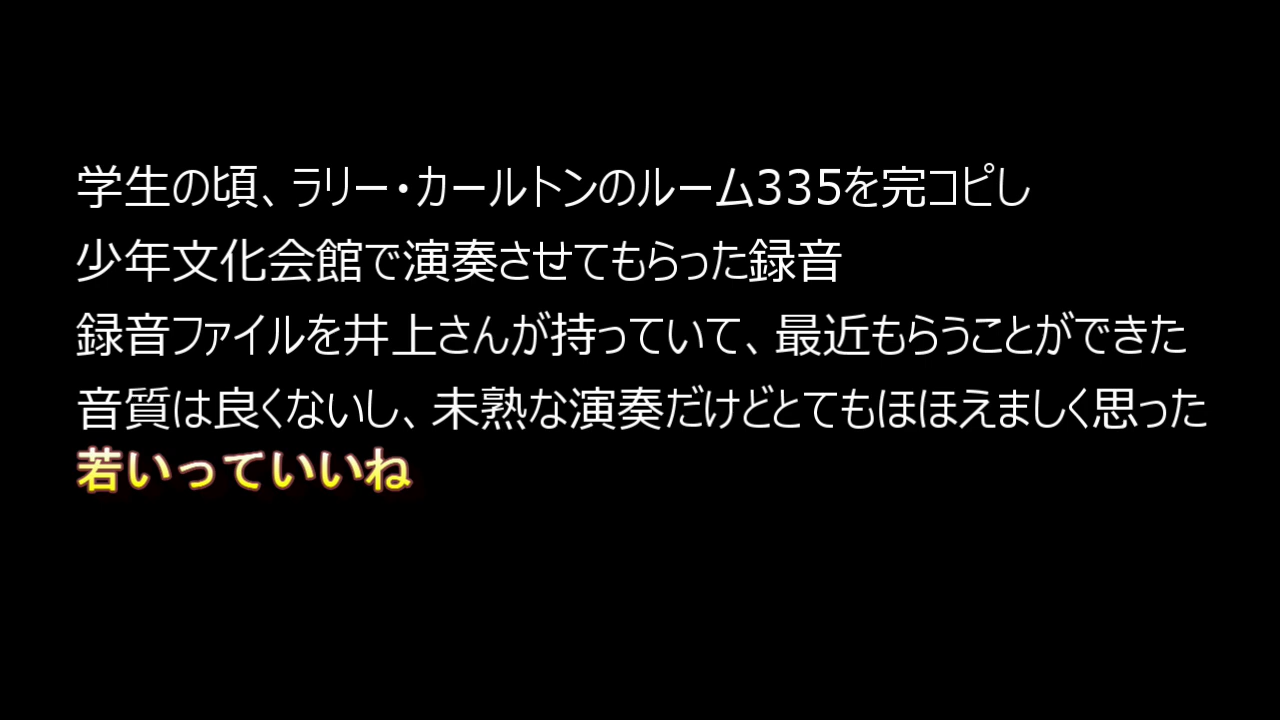 学生の頃、ラリー・カールトンのルーム335を完コピし
少年文化会館で演奏させてもらった録音
録音ファイルを井上さんが持っていて、最近もらうことができた
音質は良くないし、未熟な演奏だけどとてもほほえましく思った
若いっていいね